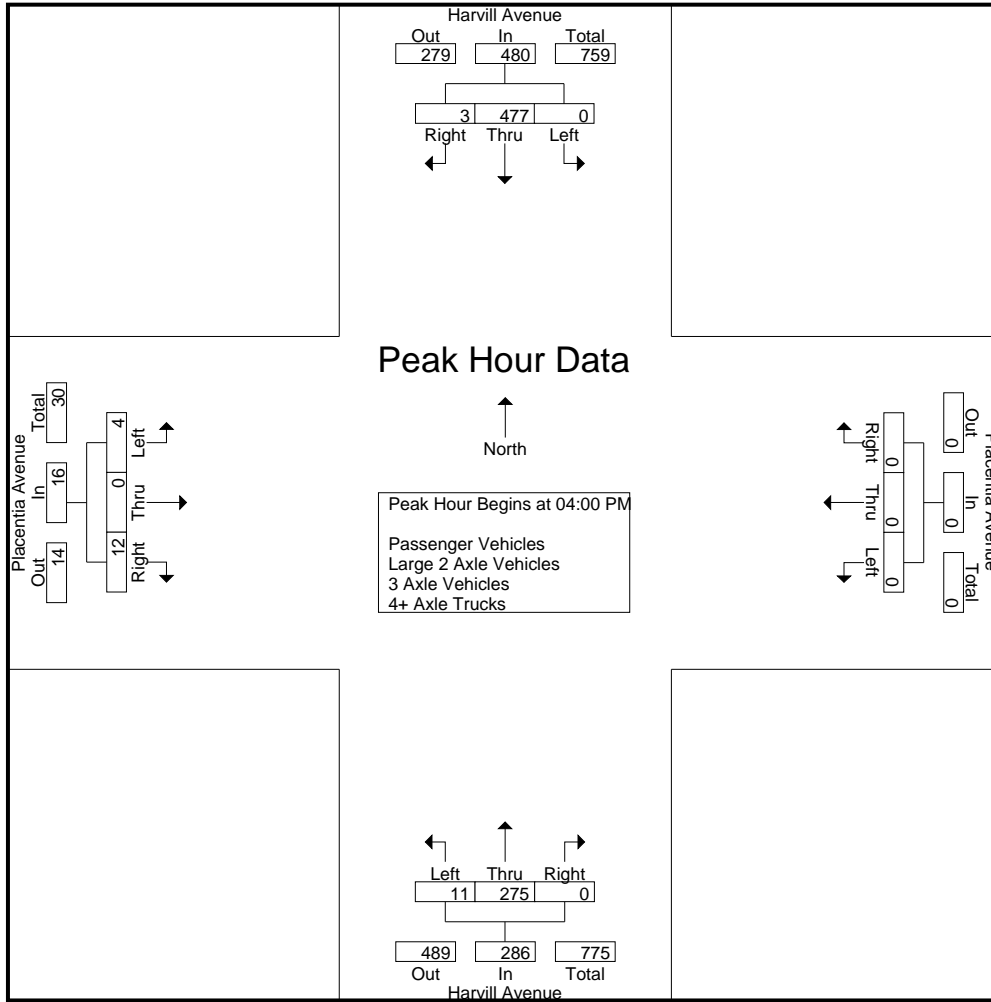 Harvill Avenue
Out In Total
279 480 759
3 477 0
Right Thru Left
Peak Hour Data
North
Peak Hour Begins at 04:00 PM
Passenger Vehicles
Large 2 Axle Vehicles
3 Axle Vehicles
4+ Axle Trucks
Placentia Avenue
Out In Total
14 16 30
12 0 4
Right Thru Left
Placentia Avenue
Out In Total
0 0 0
0 0 0
Right Thru Left
Left Thru Right
11 275 0
489 286 775
Out In Total
Harvill Avenue